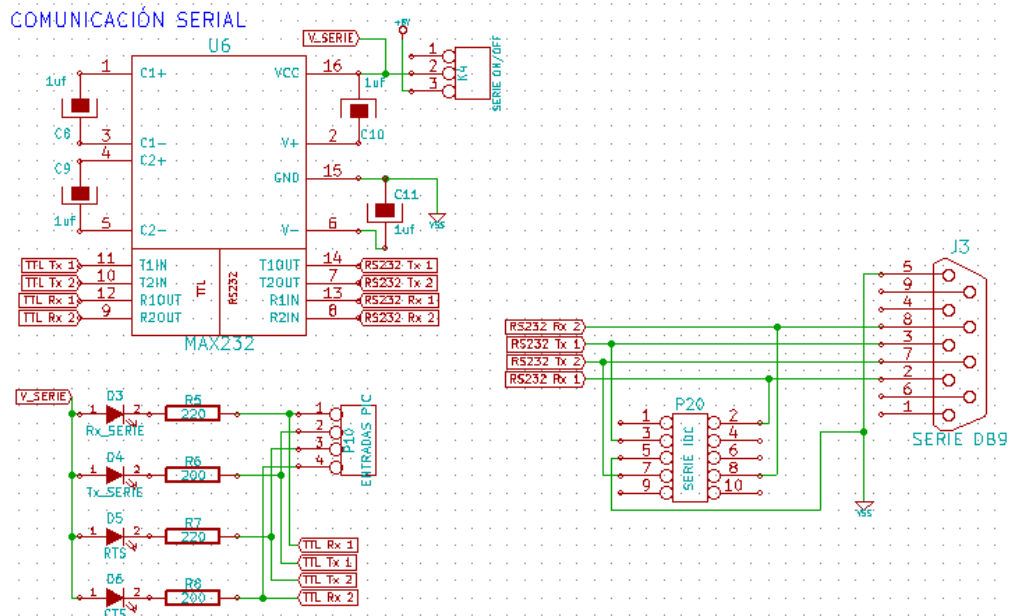 COMUNICACIÓN SERIAL
U6
V_SERIE
+5V
1 C1+
VCC 16
1uf
C8
3 C1-
4 C2+
C9
1uf
5 C2-
1uf
C10
V+ 2
GND 15
C11
1uf
V- 6
VSS
1
2
3
K4
SERIE ON/OFF
TTL Tx 1 11 T1IN
TTL Tx 2 10 T2IN
TTL Rx 1 12 R1OUT
TTL Rx 2 9 R2OUT
TTL
RS232
T1OUT 14 RS232 Tx 1
T2OUT 7 RS232 Tx 2
R1IN 13 RS232 Rx 1
R2IN 8 RS232 Rx 2
MAX232
J3
5
9
4
8
3
7
2
6
1
SERIE DB9
RS232 Rx 2
RS232 Tx 1
RS232 Tx 2
RS232 Rx 1
P20
1 2
3 4
5 6
7 8
9 10
SERIE IDC
VSS
V_SERIE
D3
1 2
Rx_SERIE
R5
220
D4
1 2
Tx_SERIE
R6
200
D5
1 2
RTS
R7
220
D6
1 2
CTS
R8
200
1
2
3
4
P10
ENTRADAS PIC
TTL Rx 1
TTL Tx 1
TTL Tx 2
TTL Rx 2